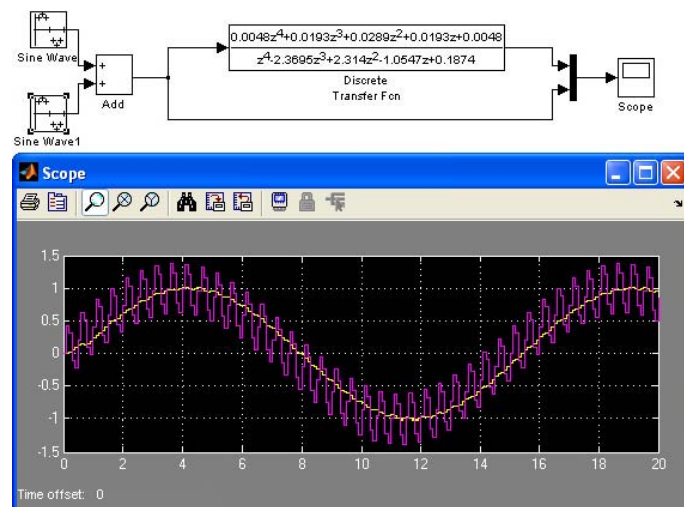 Sine Wave
Sine Wave1
+
+
Add
0.0048z4+0.0193z3+0.0289z2+0.0193z+0.0048
z4-2.3695z3+2.314z2-1.0547z+0.1874
Discrete
Transfer Fcn
Scope
Scope
1.5
1
0.5
0
-0.5
-1
-1.5
0 2 4 6 8 10 12 14 16 18 20
Time offset: 0